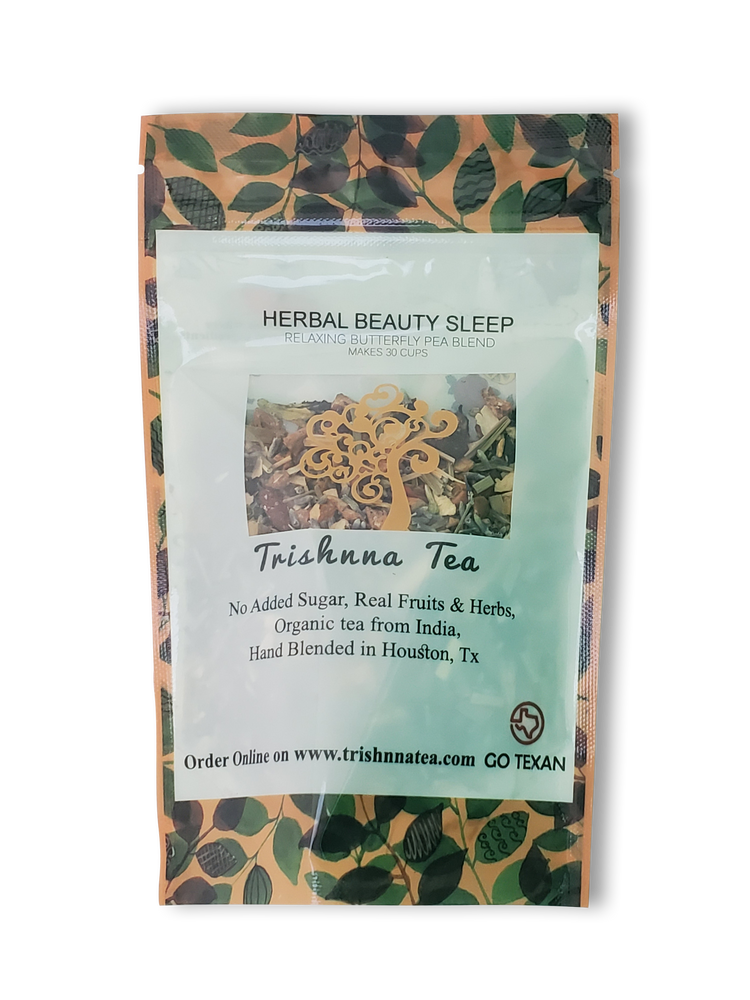 HERBAL BEAUTY SLEEP
RELAXING BUTTERFLY PEA BLEND
MAKES 30 CUPS
Trishnna Tea
No Added Sugar, Real Fruits & Herbs,
Organic tea from India,
Hand Blended in Houston, Tx
Order Online on www.trishnnatea.com GO TEXAN